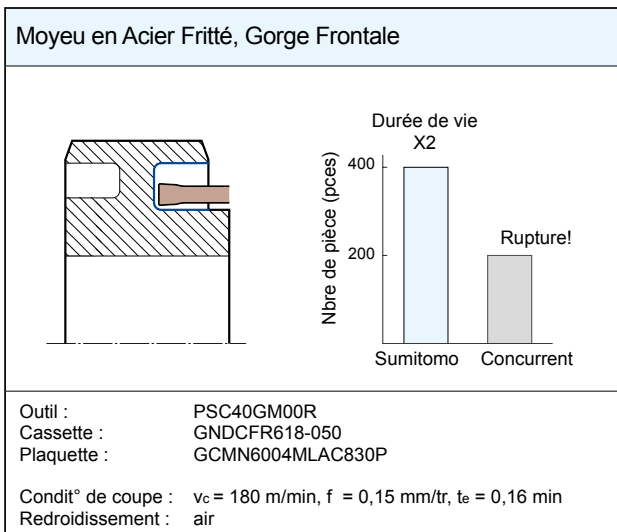 Moyeu en Acier Fritté, Gorge Frontale
Durée de vie
X2
Nbre de pièce (pces)
400
200
Rupture!
Sumitomo Concurrent
Outil : PSC40GM00R
Cassette : GNDCFR618-050
Plaquette : GCMN6004MLAC830P
Condit° de coupe : vc = 180 m/min, f = 0,15 mm/tr, te = 0,16 min
Redroidissement : air